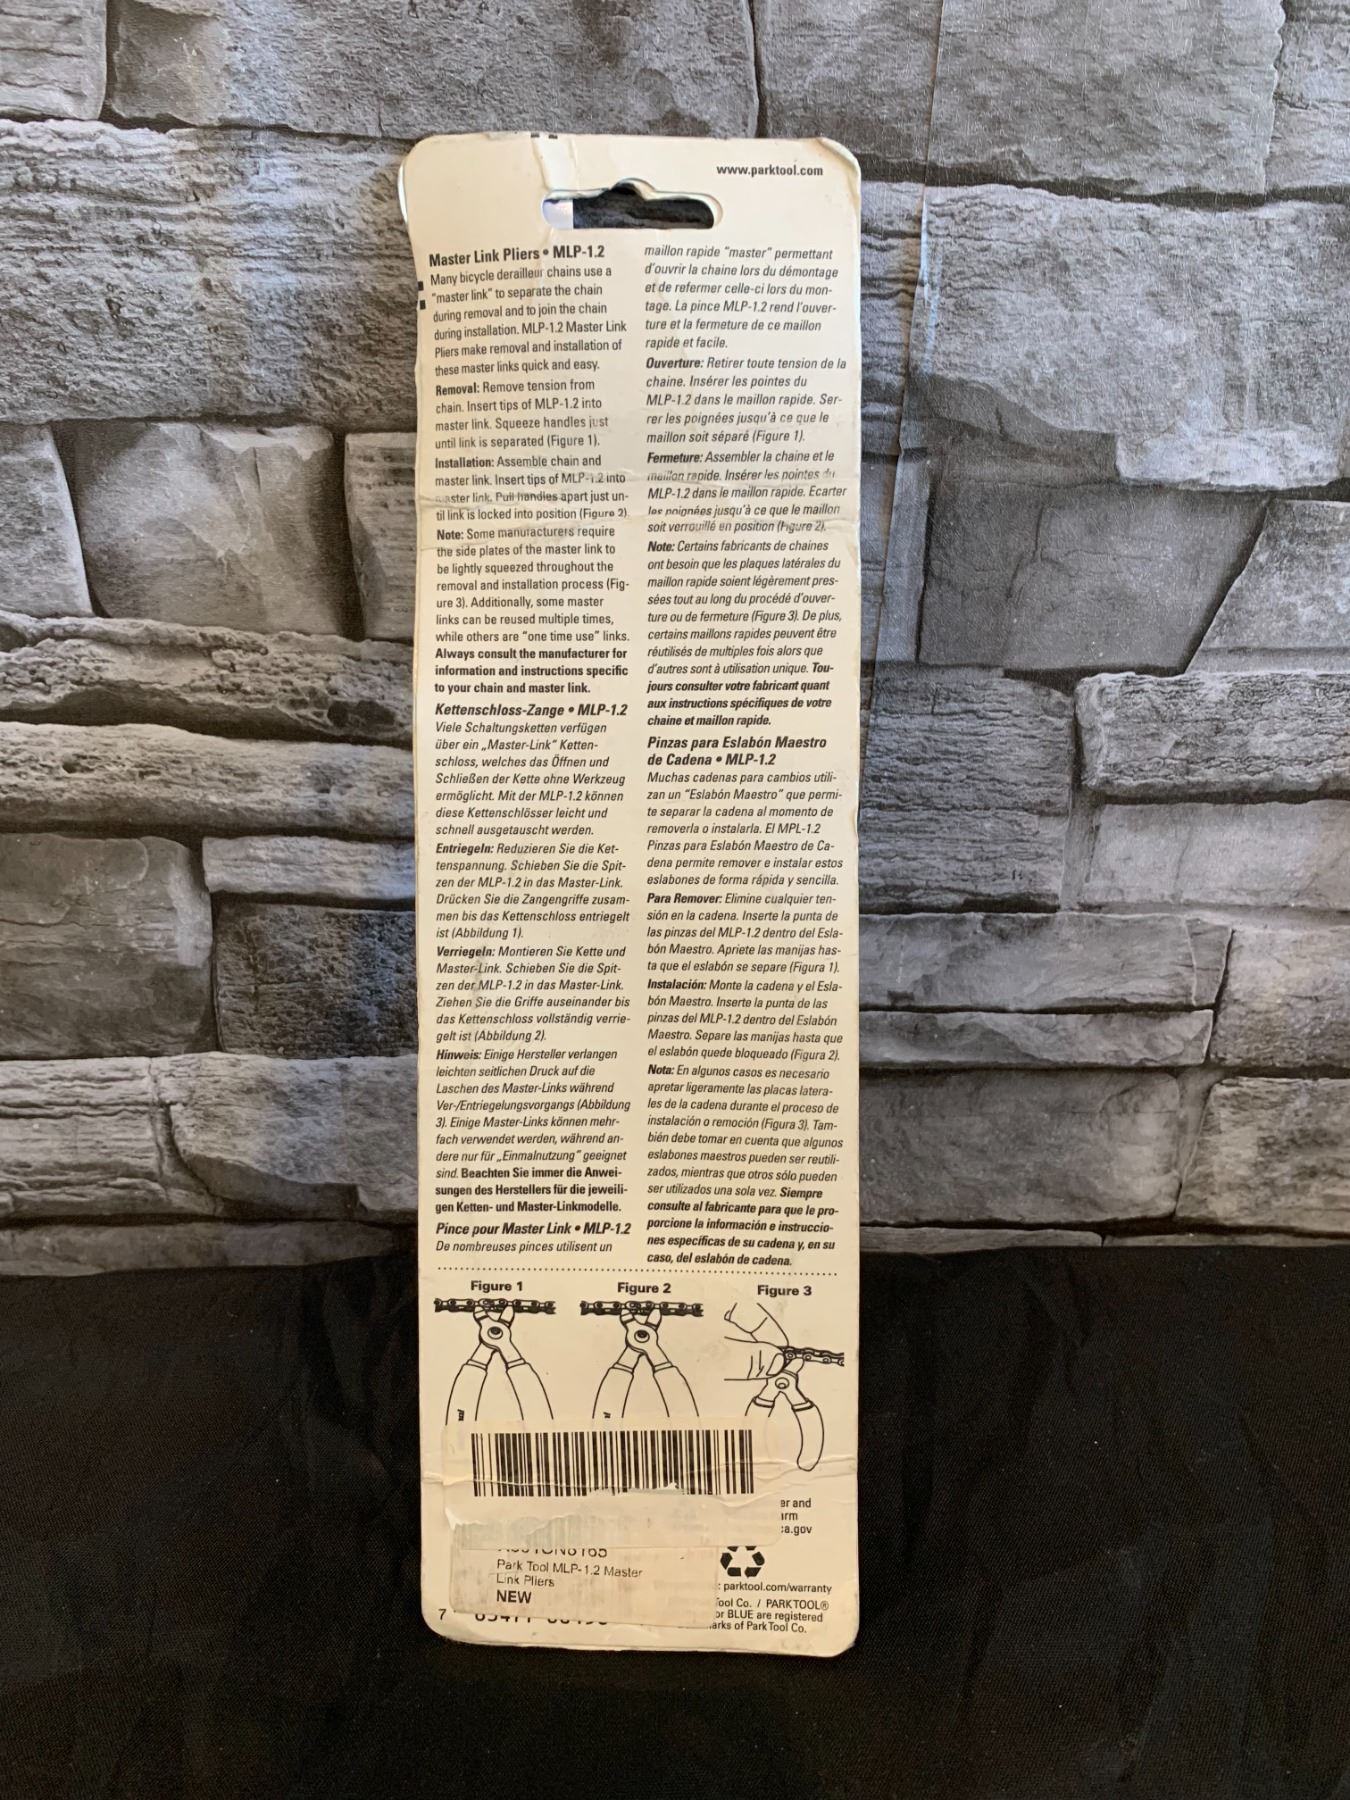 www.parktool.com
Master Link Pliers • MLP-1.2
Many bicycle derailleur chains use a
"master link" to separate the chain
during removal and to join the chain
during installation. MLP-1.2 Master Link
Pliers make removal and installation of
these master links quick and easy.
Removal: Remove tension from
chain. Insert tips of MLP-1.2 into
master link. Squeeze handles just
until link is separated (Figure 1).
Installation: Assemble chain and
master link. Insert tips of MLP-1.2 into
master link. Pull handles apart just un-
til link is locked into position (Figure 2).
Note: Some manufacturers require
the side plates of the master link to
be lightly squeezed throughout the
removal and installation process (Fig-
ure 3). Additionally, some master
links can be reused multiple times,
while others are "one time use" links.
Always consult the manufacturer for
information and instructions specific
to your chain and master link.
Kettenschloss-Zange • MLP-1.2
Viele Schaltungsketten verfügen
über ein „Master-Link“ Ketten-
schloss, welches das Öffnen und
Schließen der Kette ohne Werkzeug
ermöglicht. Mit der MLP-1.2 können
diese Kettenschlösser leicht und
schnell ausgetauscht werden.
Entriegeln: Reduzieren Sie die Ket-
tenspannung. Schieben Sie die Spit-
zen der MLP-1.2 in das Master-Link.
Drücken Sie die Zangengriffe zusam-
men bis das Kettenschloss entriegelt
ist (Abbildung 1).
Verriegeln: Montieren Sie Kette und
Master-Link. Schieben Sie die Spit-
zen der MLP-1.2 in das Master-Link.
Ziehen Sie die Griffe auseinander bis
das Kettenschloss vollständig verrie-
gelt ist (Abbildung 2).
Hinweis: Einige Hersteller verlangen
leichten seitlichen Druck auf die
Laschen des Master-Links während
Ver-/Entriegelungsvorgangs (Abbildung
3). Einige Master-Links können mehr-
fach verwendet werden, während an-
dere nur für „Einmalnutzung“ geeignet
sind. Beachten Sie immer die Anwei-
sungen des Herstellers für die jeweili-
gen Ketten- und Master-Linkmodelle.
Pince pour Master Link • MLP-1.2
De nombreuses pinces utilisent un
maillon rapide "master" permettant
d'ouvrir la chaine lors du démontage
et de refermer celle-ci lors du mon-
tage. La pince MLP-1.2 rend l'ouver-
ture et la fermeture de ce maillon
rapide et facile.
Ouverture: Retirer toute tension de la
chaine. Insérer les pointes du
MLP-1.2 dans le maillon rapide. Ser-
rer les poignées jusqu'à ce que le
maillon soit séparé (Figure 1).
Fermeture: Assembler la chaine et le
maillon rapide. Insérer les pointes du
MLP-1.2 dans le maillon rapide. Ecarter
les poignées jusqu'à ce que le maillon
soit verrouillé en position (Figure 2).
Note: Certains fabricants de chaines
ont besoin que les plaques latérales du
maillon rapide soient légèrement pres-
sées tout au long du procédé d'ouver-
ture ou de fermeture (Figure 3). De plus,
certains maillons rapides peuvent être
réutilisés de multiples fois alors que
d'autres sont à utilisation unique. Tou-
jours consulter votre fabricant quant
aux instructions spécifiques de votre
chaine et maillon rapide.
Pinzas para Eslabón Maestro
de Cadena • MLP-1.2
Muchas cadenas para cambios utili-
zan un "Eslabón Maestro" que permi-
te separar la cadena al momento de
removerla o instalarla. El MPL-1.2
Pinzas para Eslabón Maestro de Ca-
dena permite remover e instalar estos
eslabones de forma rápida y sencilla.
Para Remover: Elimine cualquier ten-
sión en la cadena. Inserte la punta de
las pinzas del MLP-1.2 dentro del Esla-
bón Maestro. Apriete las manijas has-
ta que el eslabón se separe (Figura 1).
Instalación: Monte la cadena y el Esla-
bón Maestro. Inserte la punta de las
pinzas del MLP-1.2 dentro del Eslabón
Maestro. Separe las manijas hasta que
el eslabón quede bloqueado (Figura 2).
Nota: En algunos casos es necesario
apretar ligeramente las placas latera-
les de la cadena durante el proceso de
instalación o remoción (Figura 3). Tam-
bién debe tomar en cuenta que algunos
eslabones maestros pueden ser reutili-
zados, mientras que otros sólo pueden
ser utilizados una sola vez. Siempre
consulte al fabricante para que le pro-
porcione la información e instruccio-
nes específicas de su cadena y, en su
caso, del eslabón de cadena.
Figure 1
Figure 2
Figure 3
er and
arm
ca.gov
Park Tool MLP-1.2 Master
Link Pliers
NEW
7
: parktool.com/warranty
Tool Co. / PARK TOOL®
or BLUE are registered
marks of Park Tool Co.